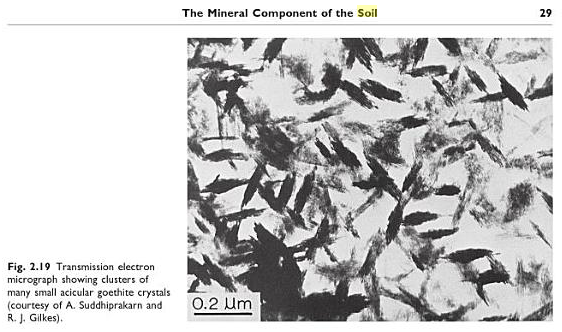 The Mineral Component of the Soil 29
Fig. 2.19 Transmission electron
micrograph showing clusters of
many small acicular goethite crystals
(courtesy of A. Suddhiprakarn and
R. J. Gilkes).
0.2 µm